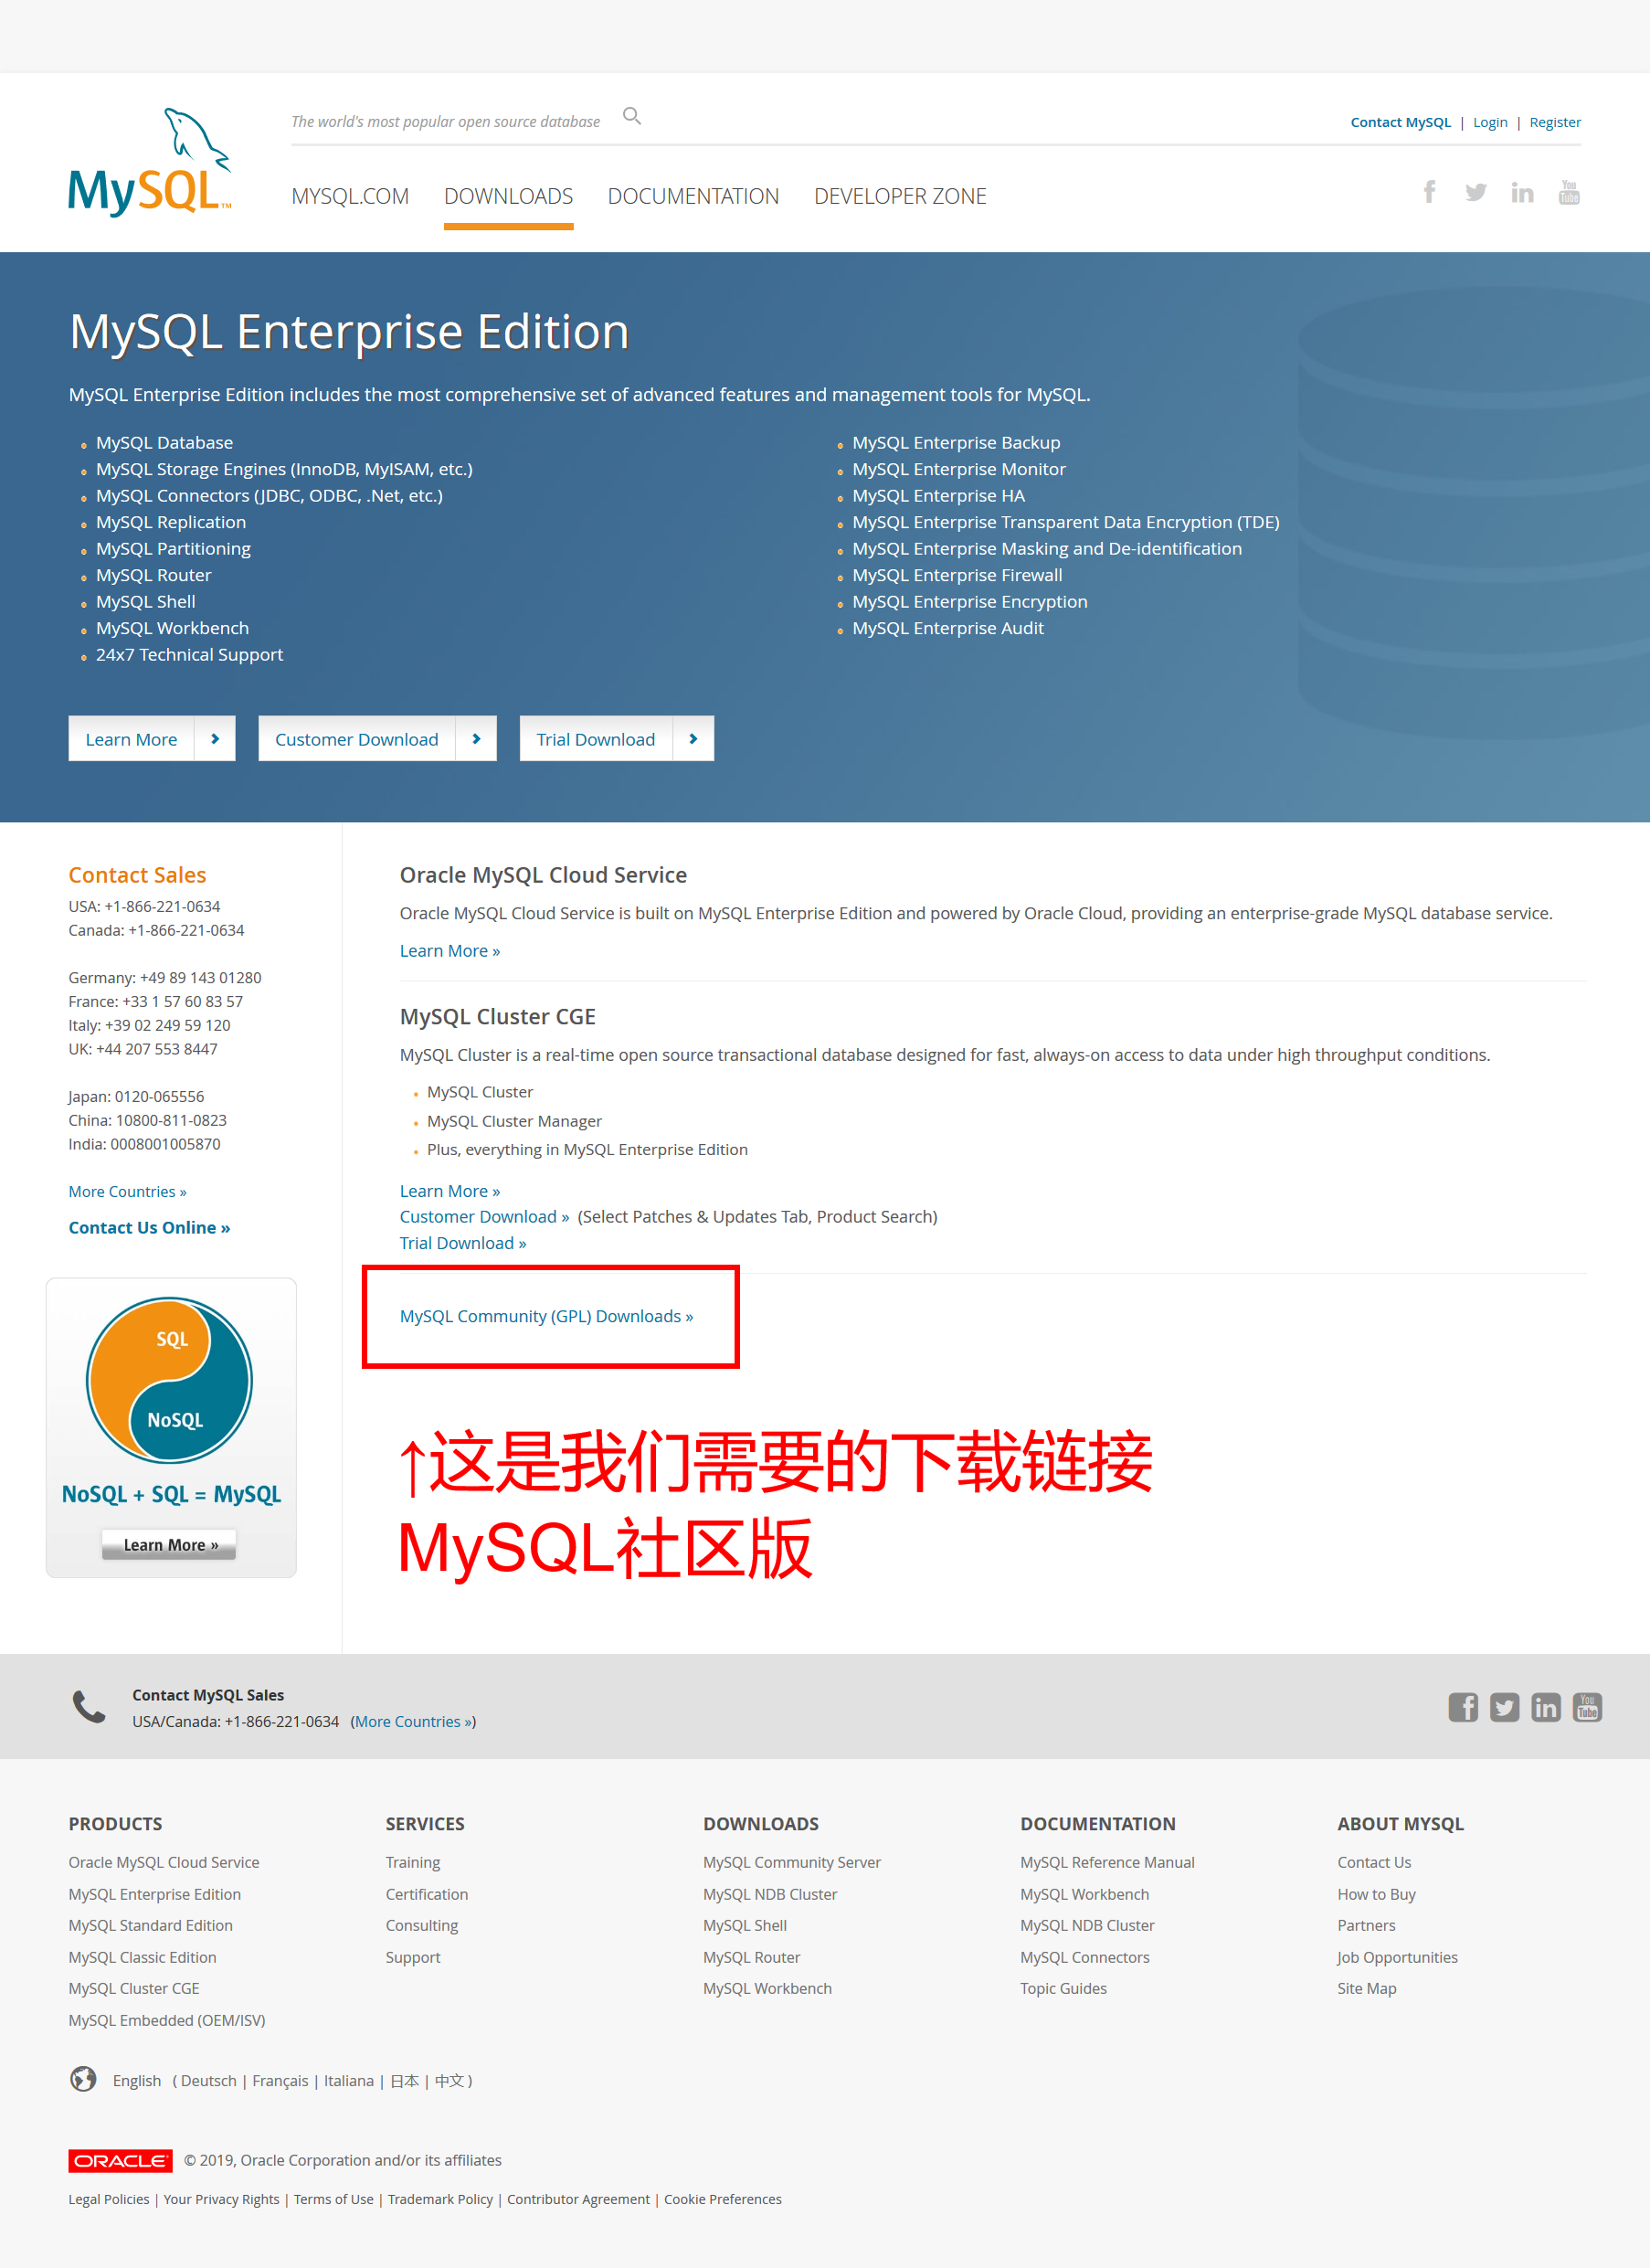 The world's most popular open source database
Contact MySQL | Login | Register
MySQL™
MYSQL.COM DOWNLOADS DOCUMENTATION DEVELOPER ZONE
You Tube
MySQL Enterprise Edition
MySQL Enterprise Edition includes the most comprehensive set of advanced features and management tools for MySQL.
MySQL Database
MySQL Storage Engines (InnoDB, MyISAM, etc.)
MySQL Connectors (JDBC, ODBC, .Net, etc.)
MySQL Replication
MySQL Partitioning
MySQL Router
MySQL Shell
MySQL Workbench
24x7 Technical Support
MySQL Enterprise Backup
MySQL Enterprise Monitor
MySQL Enterprise HA
MySQL Enterprise Transparent Data Encryption (TDE)
MySQL Enterprise Masking and De-identification
MySQL Enterprise Firewall
MySQL Enterprise Encryption
MySQL Enterprise Audit
Learn More Customer Download Trial Download
Contact Sales
USA: +1-866-221-0634
Canada: +1-866-221-0634
Germany: +49 89 143 01280
France: +33 1 57 60 83 57
Italy: +39 02 249 59 120
UK: +44 207 553 8447
Japan: 0120-065556
China: 10800-811-0823
India: 0008001005870
More Countries »
Contact Us Online »
SQL
NoSQL
NoSQL + SQL = MySQL
Learn More »
Oracle MySQL Cloud Service
Oracle MySQL Cloud Service is built on MySQL Enterprise Edition and powered by Oracle Cloud, providing an enterprise-grade MySQL database service.
Learn More »
MySQL Cluster CGE
MySQL Cluster is a real-time open source transactional database designed for fast, always-on access to data under high throughput conditions.
MySQL Cluster
MySQL Cluster Manager
Plus, everything in MySQL Enterprise Edition
Learn More »
Customer Download » (Select Patches & Updates Tab, Product Search)
Trial Download »
MySQL Community (GPL) Downloads »
↑这是我们需要的下载链接
MySQL社区版
Contact MySQL Sales
USA/Canada: +1-866-221-0634 (More Countries »)
You Tube
PRODUCTS
Oracle MySQL Cloud Service
MySQL Enterprise Edition
MySQL Standard Edition
MySQL Classic Edition
MySQL Cluster CGE
MySQL Embedded (OEM/ISV)
SERVICES
Training
Certification
Consulting
Support
DOWNLOADS
MySQL Community Server
MySQL NDB Cluster
MySQL Shell
MySQL Router
MySQL Workbench
DOCUMENTATION
MySQL Reference Manual
MySQL Workbench
MySQL NDB Cluster
MySQL Connectors
Topic Guides
ABOUT MYSQL
Contact Us
How to Buy
Partners
Job Opportunities
Site Map
English ( Deutsch | Français | Italiana | 日本 | 中文 )
ORACLE © 2019, Oracle Corporation and/or its affiliates
Legal Policies | Your Privacy Rights | Terms of Use | Trademark Policy | Contributor Agreement | Cookie Preferences